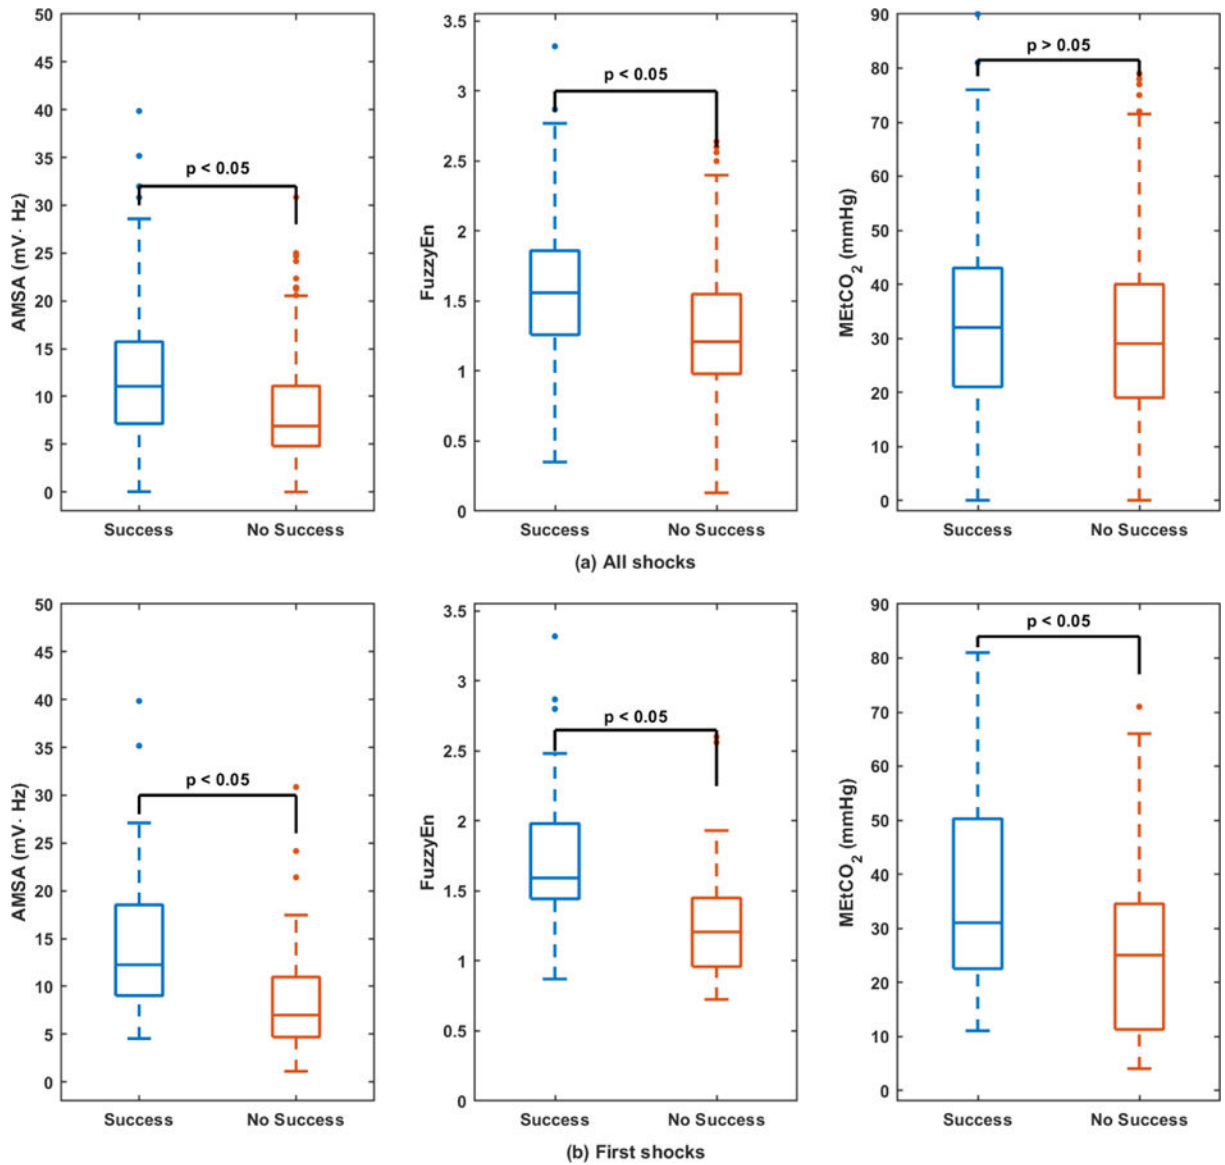 50
45
40
35
30
25
20
15
10
5
0
AMSA (mV· Hz)
p < 0.05
Success No Success
3.5
3
2.5
2
1.5
1
0.5
0
FuzzyEn
p < 0.05
Success No Success
90
80
70
60
50
40
30
20
10
0
MEtCO₂ (mmHg)
p > 0.05
Success No Success
(a) All shocks
50
45
40
35
30
25
20
15
10
5
0
AMSA (mV· Hz)
p < 0.05
Success No Success
3.5
3
2.5
2
1.5
1
0.5
0
FuzzyEn
p < 0.05
Success No Success
90
80
70
60
50
40
30
20
10
0
MEtCO₂ (mmHg)
p < 0.05
Success No Success
(b) First shocks